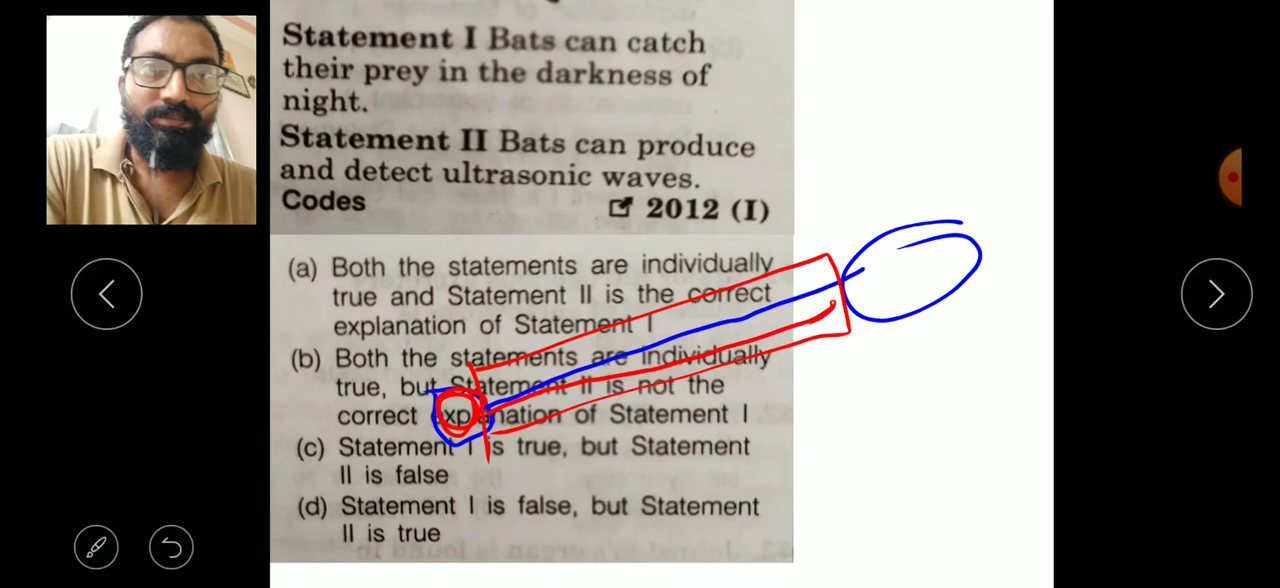 Statement I Bats can catch
their prey in the darkness of
night.
Statement II Bats can produce
and detect ultrasonic waves.
Codes 2012 (I)
(a) Both the statements are individually
true and Statement II is the correct
explanation of Statement I
(b) Both the statements are individually
true, but Statement II is not the
correct explanation of Statement I
(c) Statement I is true, but Statement
II is false
(d) Statement I is false, but Statement
II is true